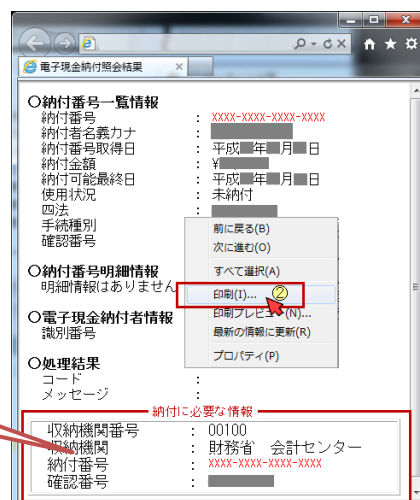 電子現金納付照会結果
○納付番号一覧情報
納付番号 : XXXX-XXXX-XXXX-XXXX
納付者名義カナ :
納付番号取得日 : 平成 年 月 日
納付金額 : ¥
納付可能最終日 : 平成 年 月 日
使用状況 : 未納付
四法 :
手続種別
確認番号
前に戻る(B)
次に進む(O)
すべて選択(A)
印刷(I)... ②
印刷プレビュー(N)...
最新の情報に更新(R)
プロパティ(P)
○納付番号明細情報
明細情報はありません
○電子現金納付者情報
識別番号
○処理結果
コード :
メッセージ :
納付に必要な情報
収納機関番号 : 00100
収納機関 : 財務省 会計センター
納付番号 : XXXX-XXXX-XXXX-XXXX
確認番号 :